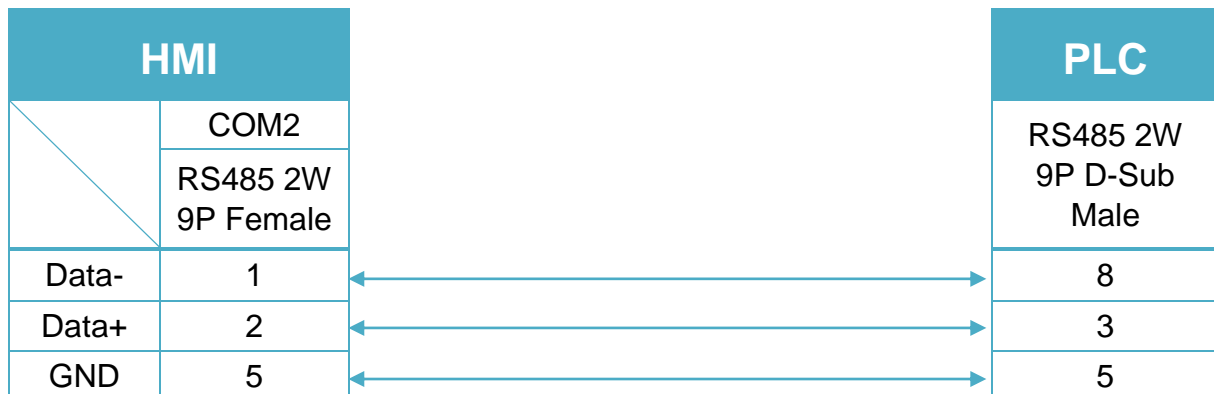 HMI
PLC
COM2
RS485 2W
9P Female
RS485 2W
9P D-Sub
Male
Data-
1
8
Data+
2
3
GND
5
5